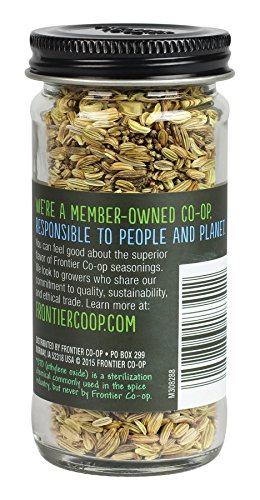 WE'RE A MEMBER-OWNED CO-OP,
RESPONSIBLE TO PEOPLE AND PLANET.
You can feel good about the superior
flavor of Frontier Co-op seasonings.
We look to growers who share our
commitment to quality, sustainability,
and ethical trade. Learn more at:
FRONTIERCOOP.COM
DISTRIBUTED BY FRONTIER CO-OP • PO BOX 299
NORWAY, IA 52318 USA © 2015 FRONTIER CO-OP
(ethylene oxide) is a sterilization
chemical commonly used in the spice
industry, but never by Frontier Co-op.
M308288